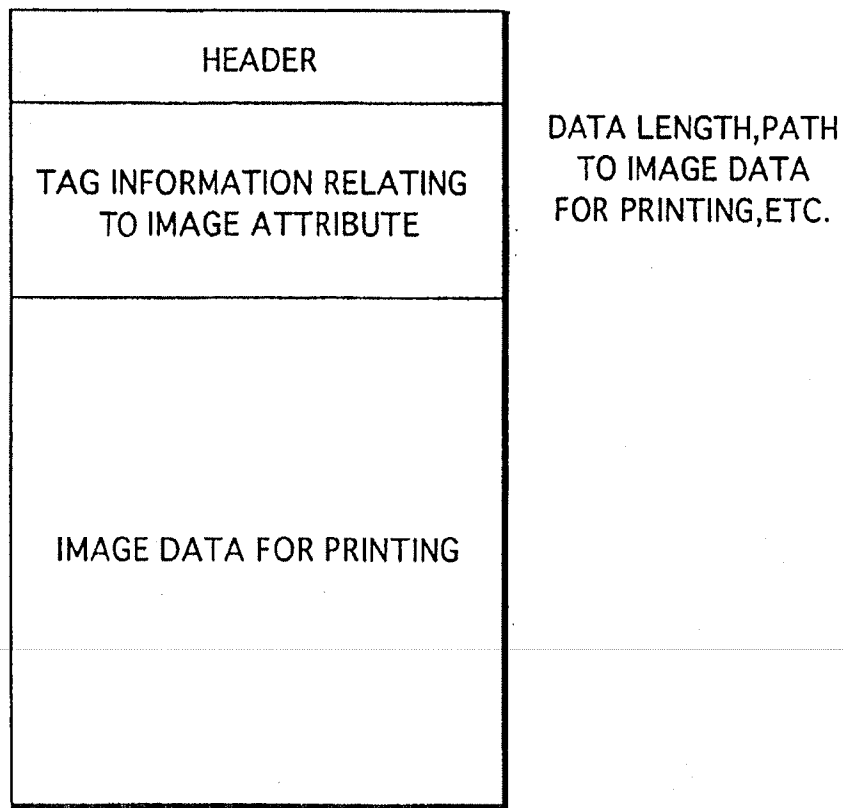 HEADER
TAG INFORMATION RELATING
TO IMAGE ATTRIBUTE
DATA LENGTH,PATH
TO IMAGE DATA
FOR PRINTING,ETC.
IMAGE DATA FOR PRINTING